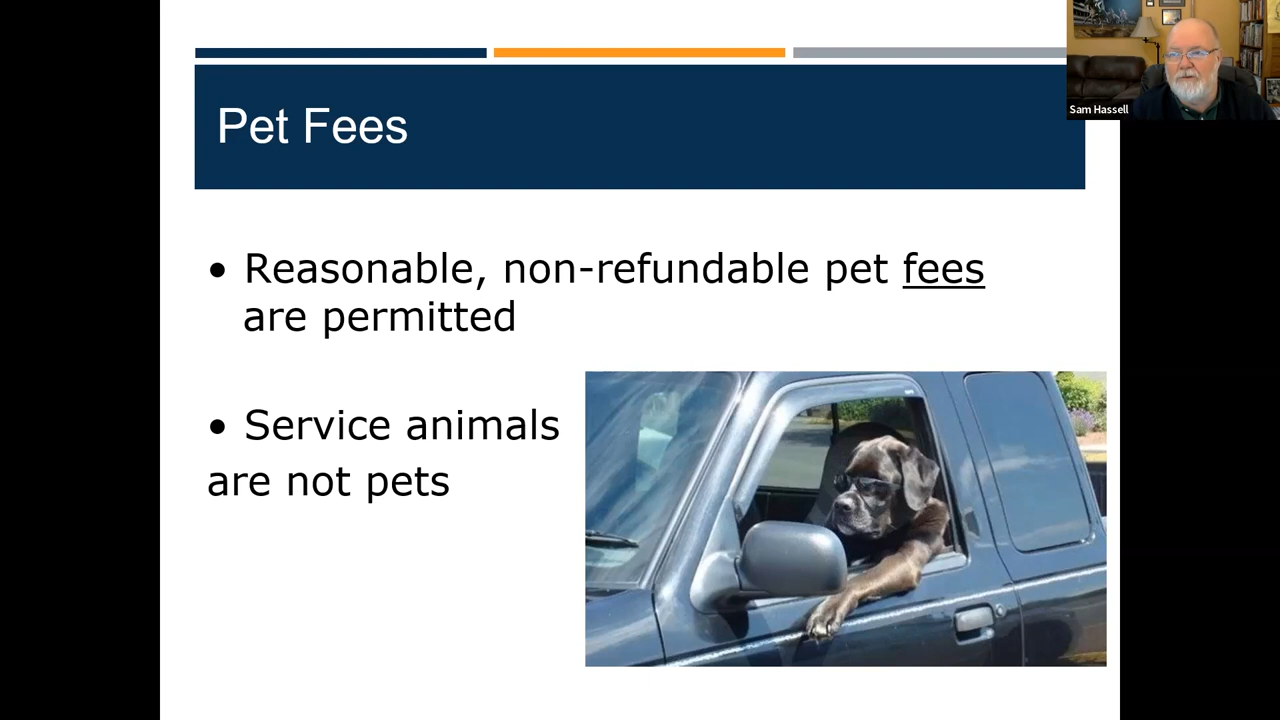 Pet Fees
Sam Hassell
• Reasonable, non-refundable pet fees
are permitted
• Service animals
are not pets